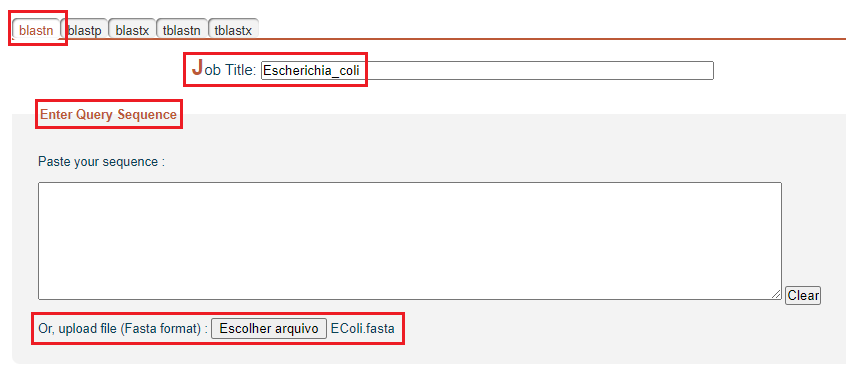 blastn blastp blastx tblastn tblastx
Job Title: Escherichia_coli
Enter Query Sequence
Paste your sequence :
Clear
Or, upload file (Fasta format) : Escolher arquivo EColi.fasta